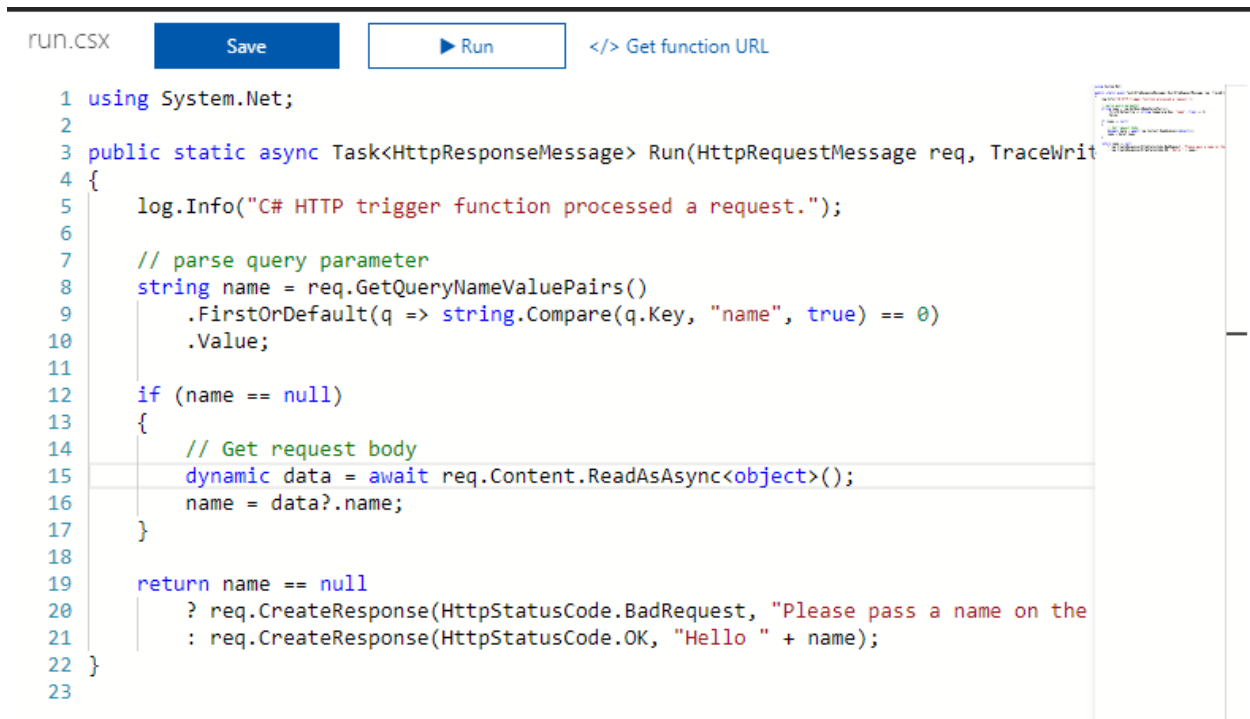 run.csx Save Run </> Get function URL
1 using System.Net;
2
3 public static async Task<HttpResponseMessage> Run(HttpRequestMessage req, TraceWrit
4 {
5 log.Info("C# HTTP trigger function processed a request.");
6
7 // parse query parameter
8 string name = req.GetQueryNameValuePairs()
9 .FirstOrDefault(q => string.Compare(q.Key, "name", true) == 0)
10 .Value;
11
12 if (name == null)
13 {
14 // Get request body
15 dynamic data = await req.Content.ReadAsAsync<object>();
16 name = data?.name;
17 }
18
19 return name == null
20 ? req.CreateResponse(HttpStatusCode.BadRequest, "Please pass a name on the
21 : req.CreateResponse(HttpStatusCode.OK, "Hello " + name);
22 }
23